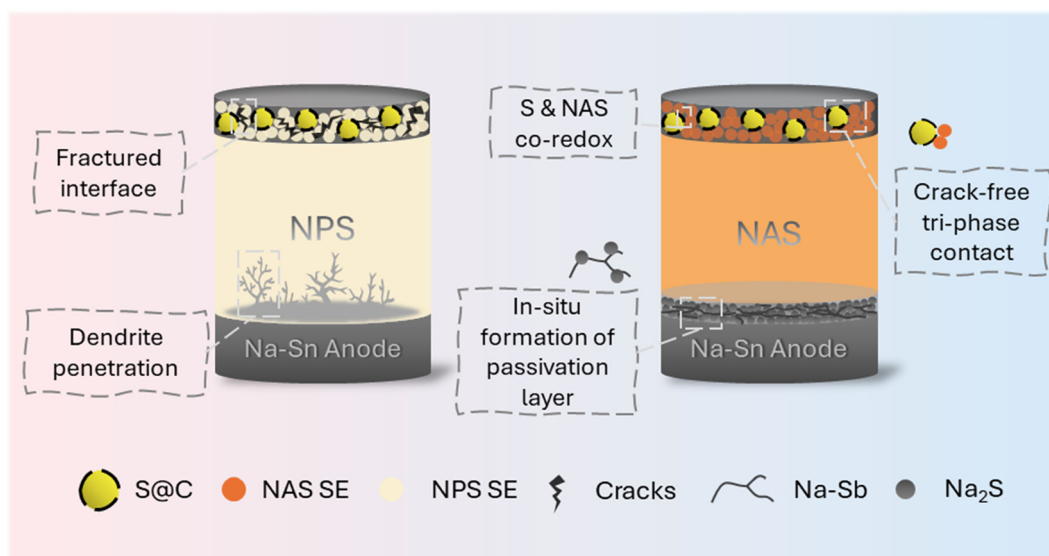 Fractured
interface
NPS
Dendrite
penetration
Na-Sn Anode
S & NAS
co-redox
NAS
Crack-free
tri-phase
contact
In-situ
formation of
passivation
layer
Na-Sn Anode
S@C
NAS SE
NPS SE
Cracks
Na-Sb
Na₂S